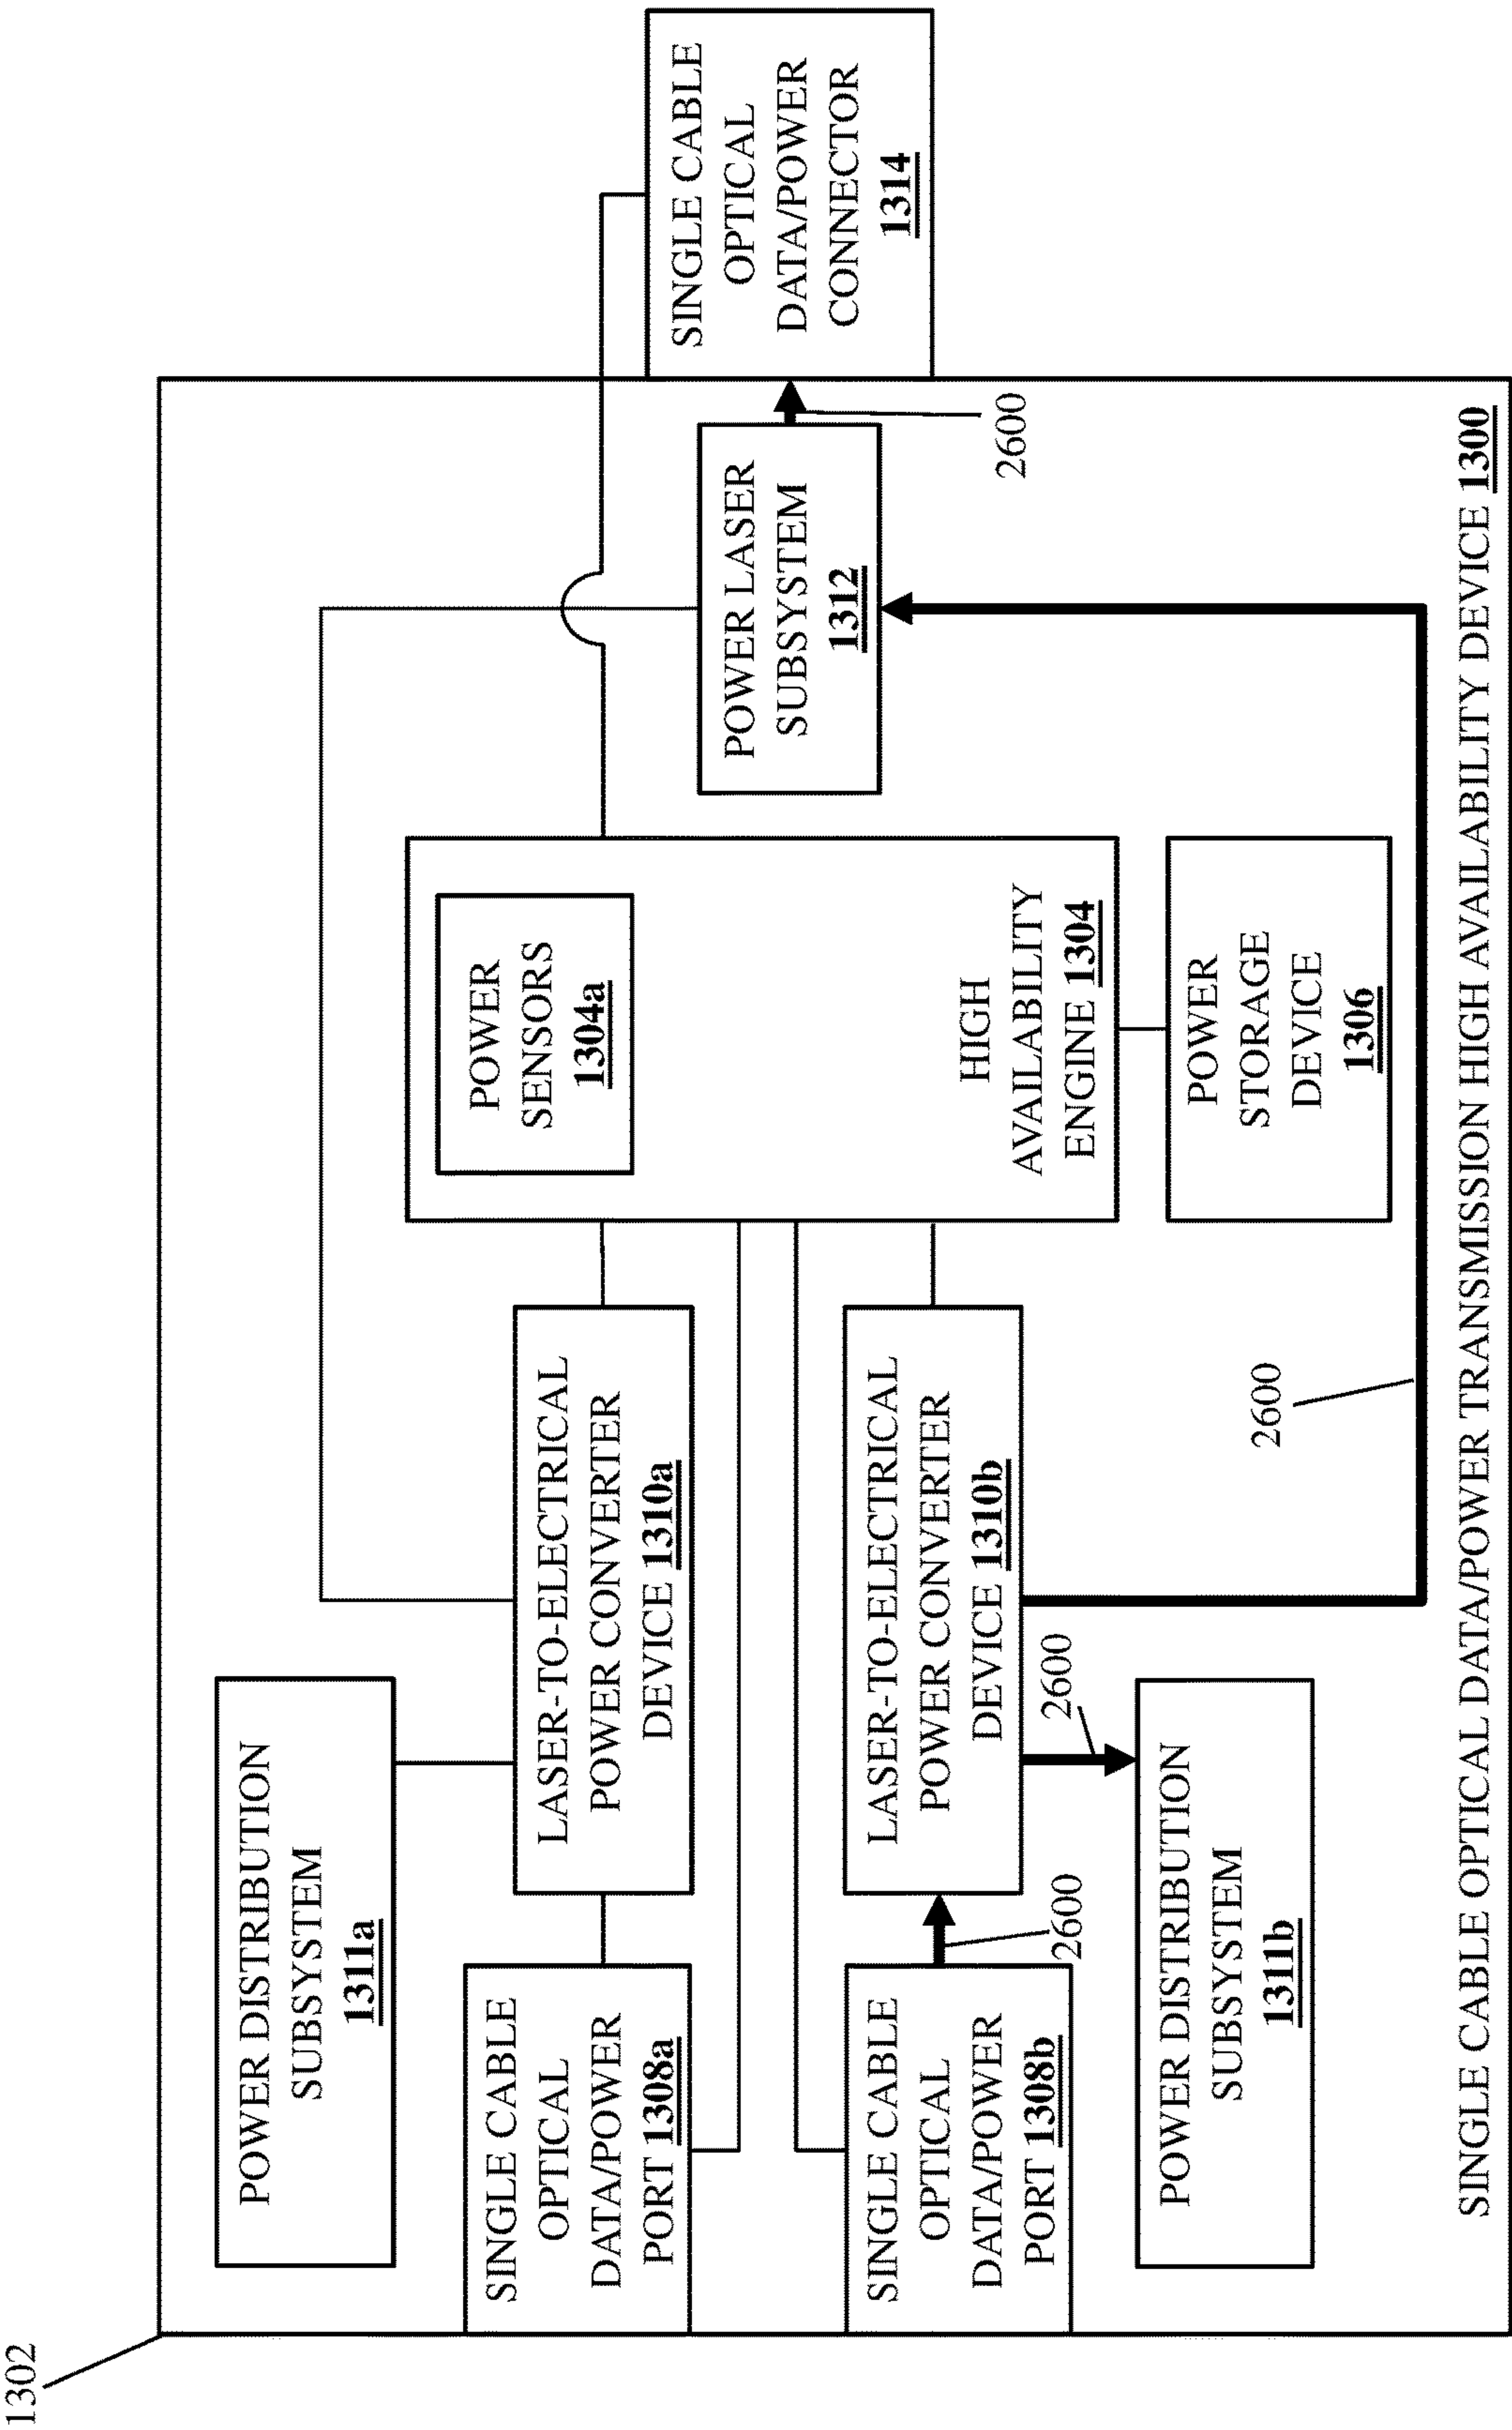 1302
POWER DISTRIBUTION
SUBSYSTEM
1311a
SINGLE CABLE
OPTICAL
DATA/POWER
PORT 1308a
LASER-TO-ELECTRICAL
POWER CONVERTER
DEVICE 1310a
POWER
SENSORS
1304a
HIGH
AVAILABILITY
ENGINE 1304
POWER LASER
SUBSYSTEM
1312
2600
SINGLE CABLE
OPTICAL
DATA/POWER
CONNECTOR
1314
SINGLE CABLE
OPTICAL
DATA/POWER
PORT 1308b
2600
LASER-TO-ELECTRICAL
POWER CONVERTER
DEVICE 1310b
2600
POWER DISTRIBUTION
SUBSYSTEM
1311b
POWER
STORAGE
DEVICE
1306
2600
SINGLE CABLE OPTICAL DATA/POWER TRANSMISSION HIGH AVAILABILITY DEVICE 1300